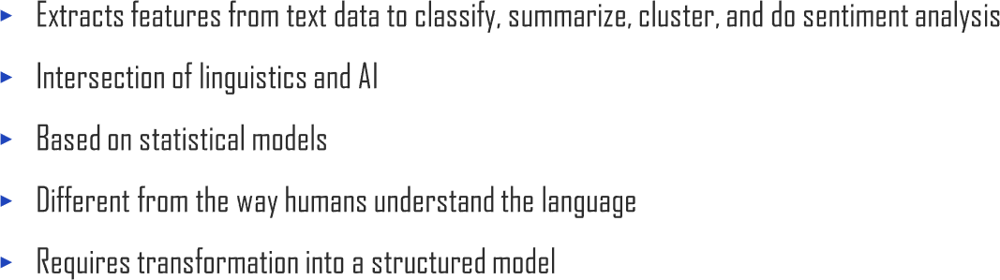 ▸ Extracts features from text data to classify, summarize, cluster, and do sentiment analysis
▸ Intersection of linguistics and AI
▸ Based on statistical models
▸ Different from the way humans understand the language
▸ Requires transformation into a structured model